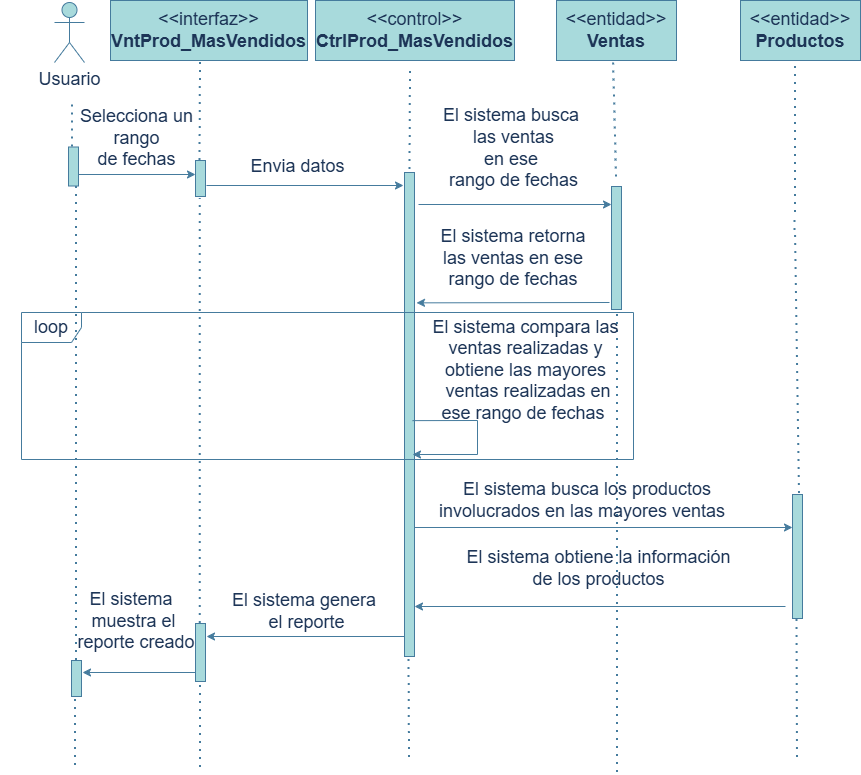 <<interfaz>>
VntProd_MasVendidos
<<control>>
CtrlProd_MasVendidos
<<entidad>>
Ventas
<<entidad>>
Productos
Usuario
Selecciona un
rango
de fechas
Envia datos
El sistema busca
las ventas
en ese
rango de fechas
El sistema retorna
las ventas en ese
rango de fechas
loop
El sistema compara las
ventas realizadas y
obtiene las mayores
ventas realizadas en
ese rango de fechas
El sistema busca los productos
involucrados en las mayores ventas
El sistema obtiene la información
de los productos
El sistema genera
el reporte
El sistema
muestra el
reporte creado